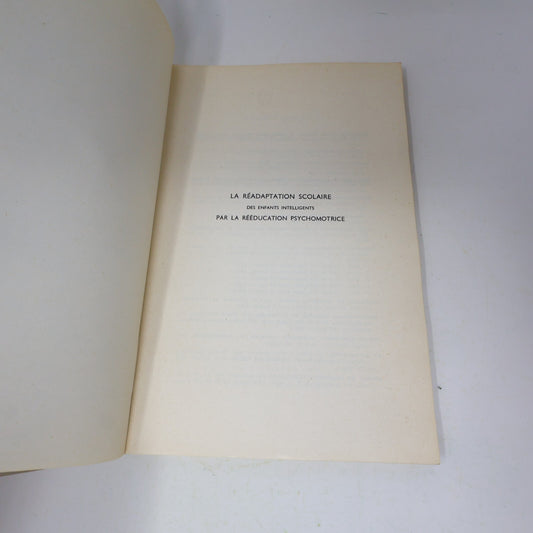 LA RÉADAPTATION SCOLAIRE
DES ENFANTS INTELLIGENTS
PAR LA RÉÉDUCATION PSYCHOMOTRICE